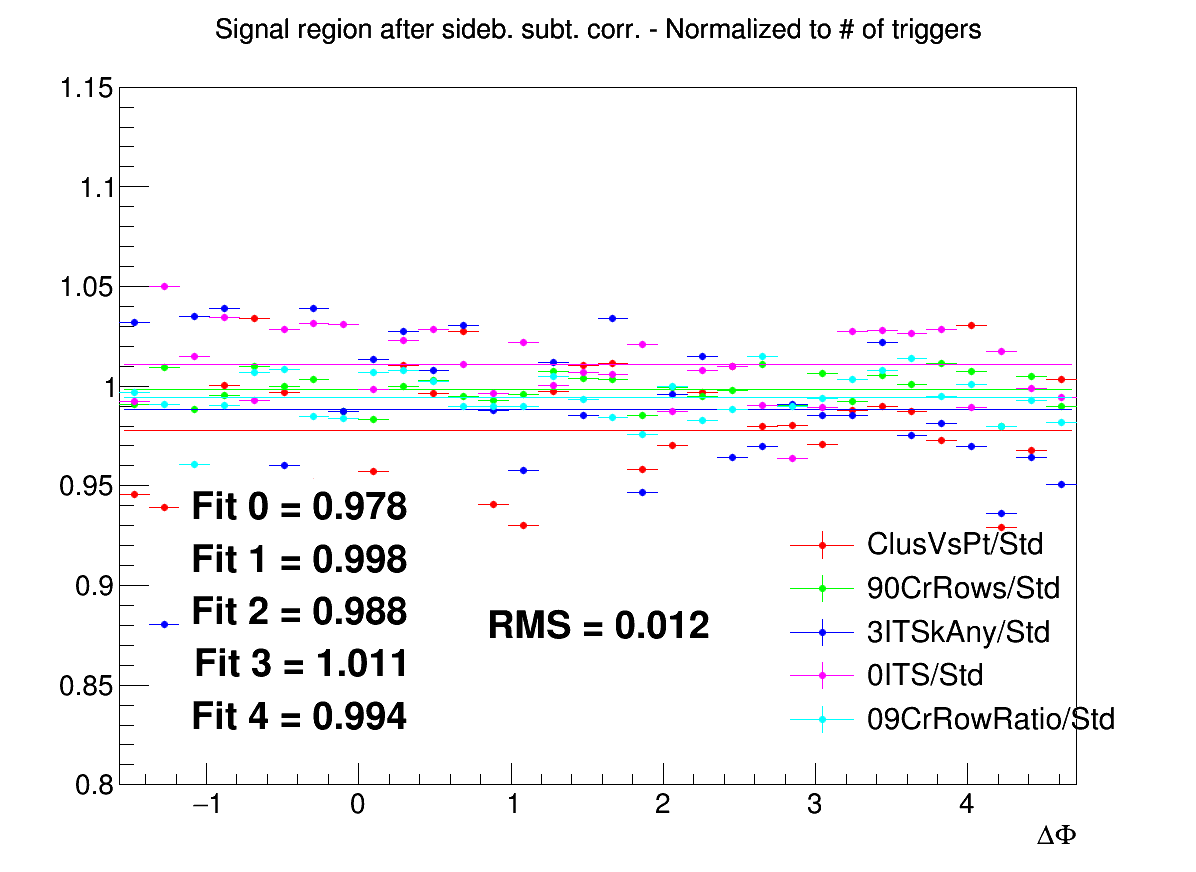 Signal region after sideb. subt. corr. - Normalized to # of triggers
1.15
1.1
1.05
1
0.95
0.9
0.85
0.8
Fit 0 = 0.978
Fit 1 = 0.998
Fit 2 = 0.988
Fit 3 = 1.011
Fit 4 = 0.994
RMS = 0.012
ClusVsPt/Std
90CrRows/Std
3ITSkAny/Std
0ITS/Std
09CrRowRatio/Std
−1 0 1 2 3 4
ΔΦ